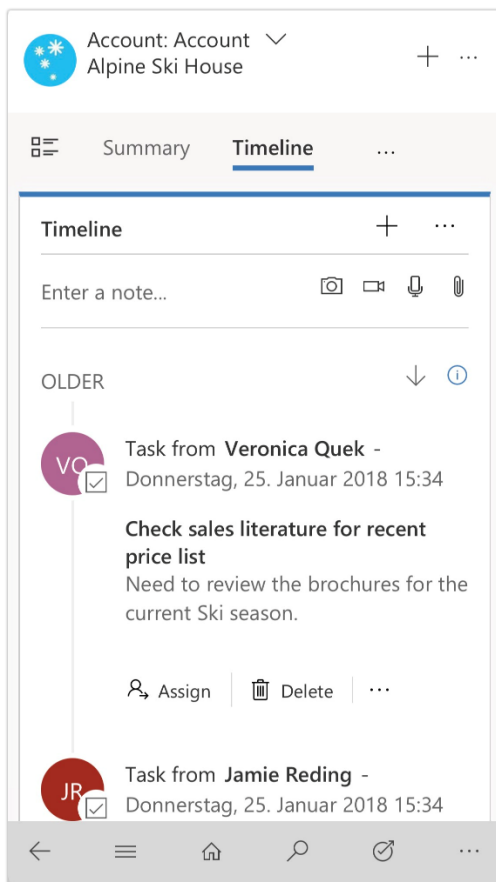 Account: Account
Alpine Ski House
Summary
Timeline
Timeline
Enter a note...
OLDER
VQ
Task from Veronica Quek -
Donnerstag, 25. Januar 2018 15:34
Check sales literature for recent
price list
Need to review the brochures for the
current Ski season.
Assign
Delete
JR
Task from Jamie Reding -
Donnerstag, 25. Januar 2018 15:34